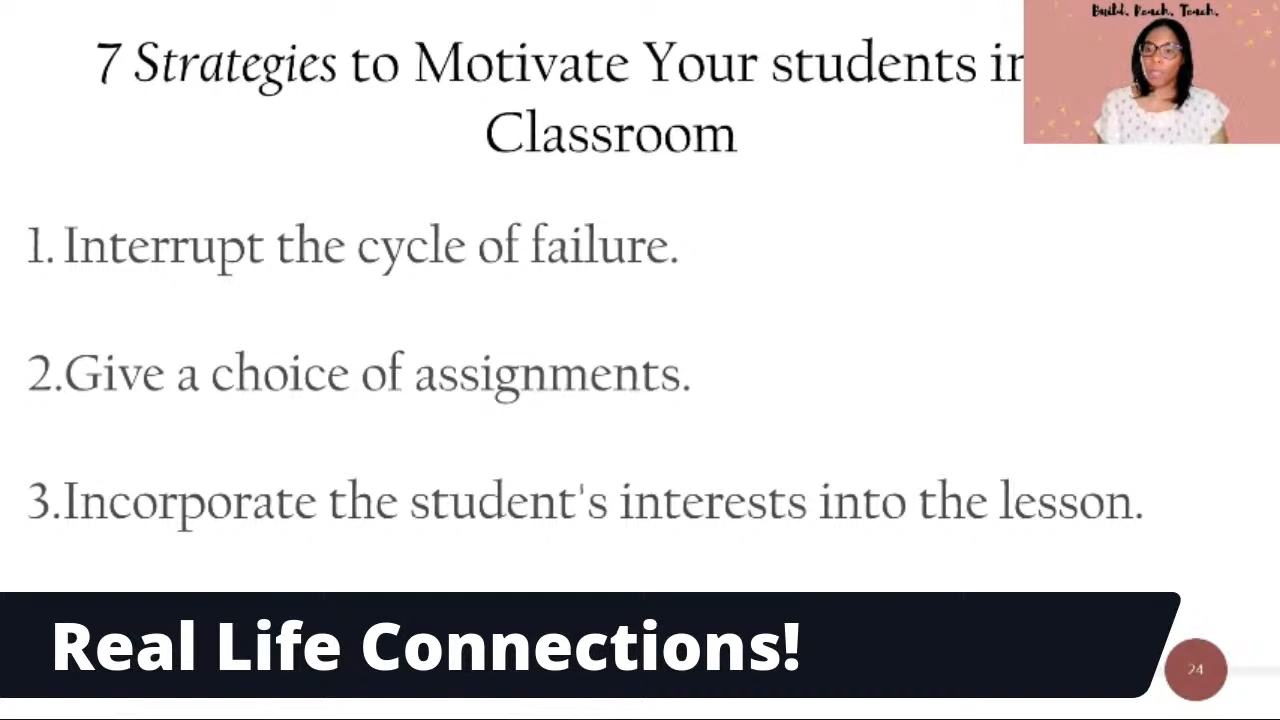 Build. Reach. Teach.
7 Strategies to Motivate Your students in
Classroom
1. Interrupt the cycle of failure.
2.Give a choice of assignments.
3.Incorporate the student's interests into the lesson.
Real Life Connections!
24